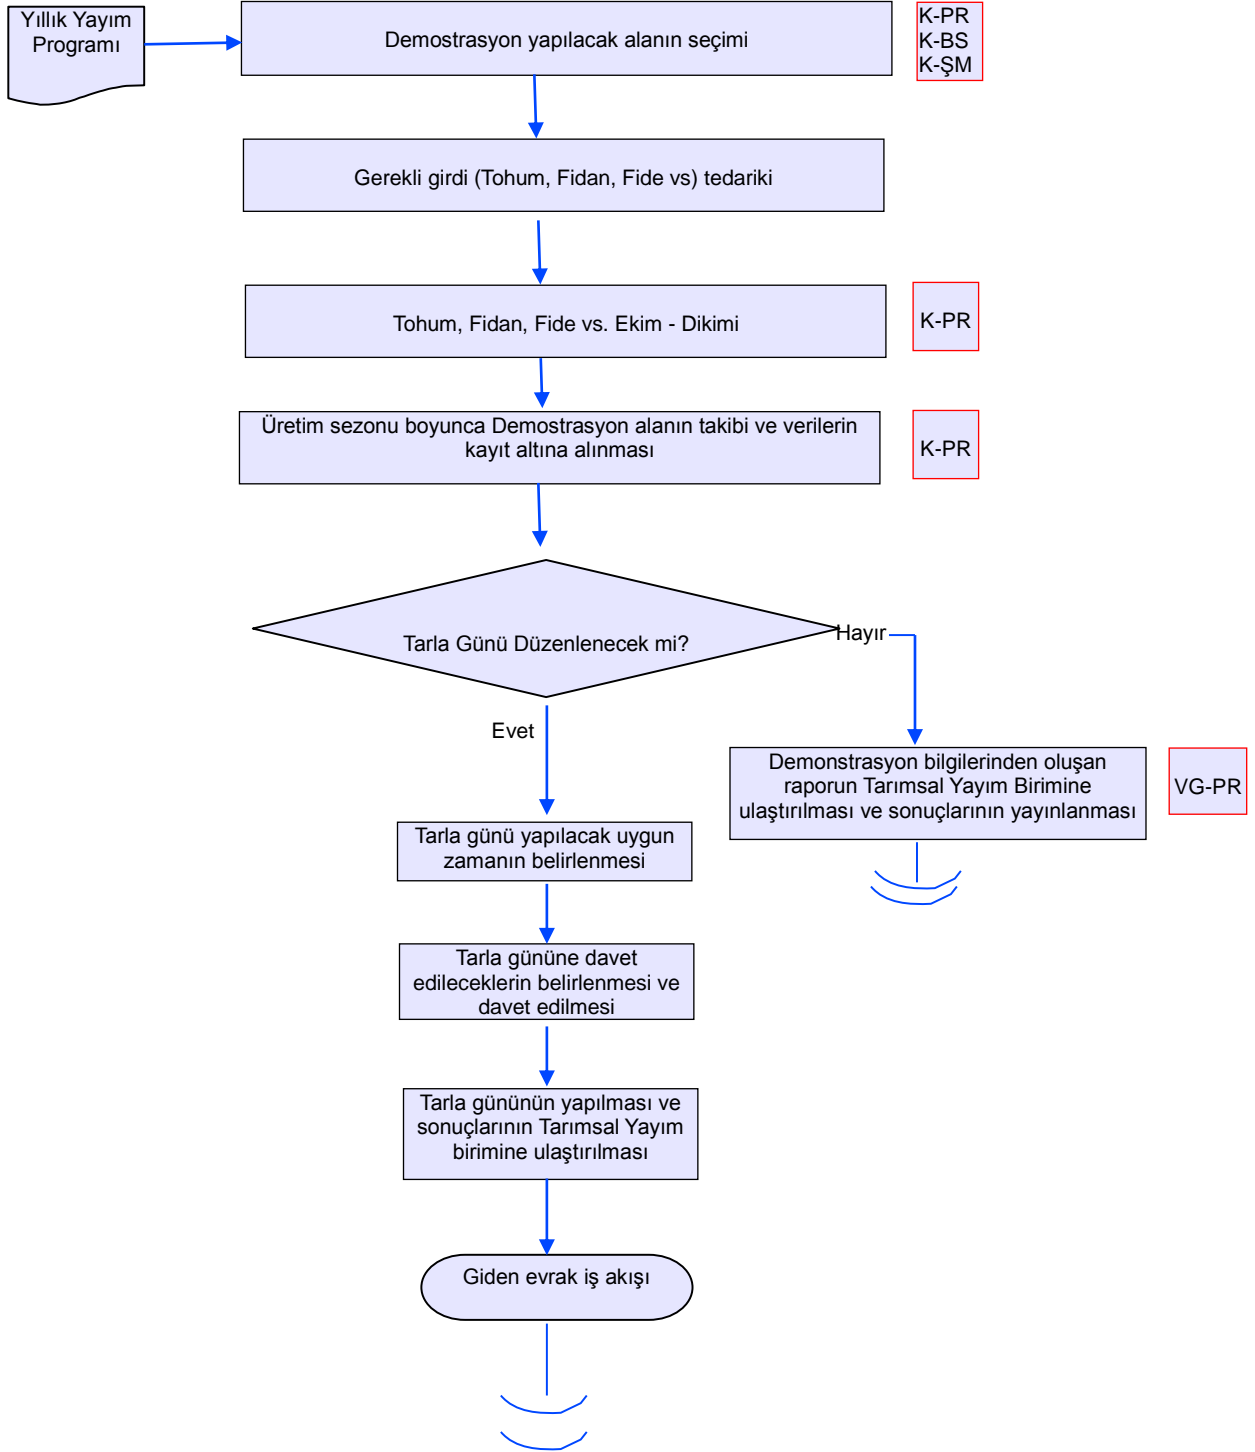 Yıllık Yayım
Programı
Demostrasyon yapılacak alanın seçimi
K-PR
K-BS
K-ŞM
Gerekli girdi (Tohum, Fidan, Fide vs) tedariki
Tohum, Fidan, Fide vs. Ekim - Dikimi
K-PR
Üretim sezonu boyunca Demostrasyon alanın takibi ve verilerin
kayıt altına alınması
K-PR
Tarla Günü Düzenlenecek mi?
Hayır
Evet
Demonstrasyon bilgilerinden oluşan
raporun Tarımsal Yayım Birimine
ulaştırılması ve sonuçlarının yayınlanması
VG-PR
Tarla günü yapılacak uygun
zamanın belirlenmesi
Tarla gününe davet
edileceklerin belirlenmesi ve
davet edilmesi
Tarla gününün yapılması ve
sonuçlarının Tarımsal Yayım
birimine ulaştırılması
Giden evrak iş akışı